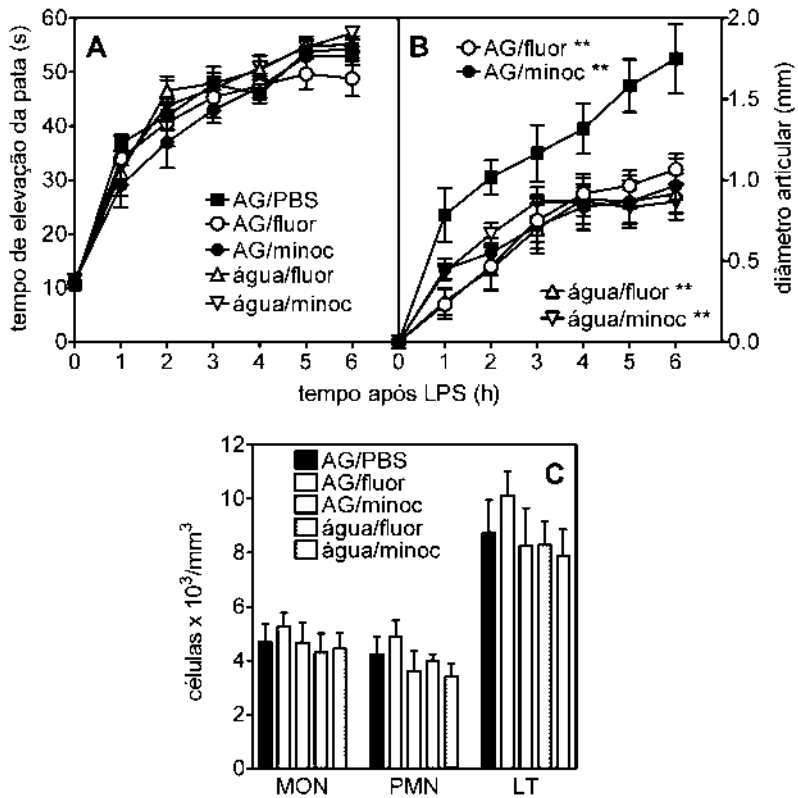 A
tempo de elevação da pata (s)
60
50
40
30
20
10
0
AG/PBS
AG/fluor
AG/minoc
água/fluor
água/minoc
0 1 2 3 4 5 6
B
AG/fluor **
AG/minoc **
água/fluor **
água/minoc **
2.0
1.5
1.0
0.5
0.0
diâmetro articular (mm)
0 1 2 3 4 5 6
tempo após LPS (h)
C
células x 10³/mm³
12
10
8
6
4
2
0
AG/PBS
AG/fluor
AG/minoc
água/fluor
água/minoc
MON PMN LT